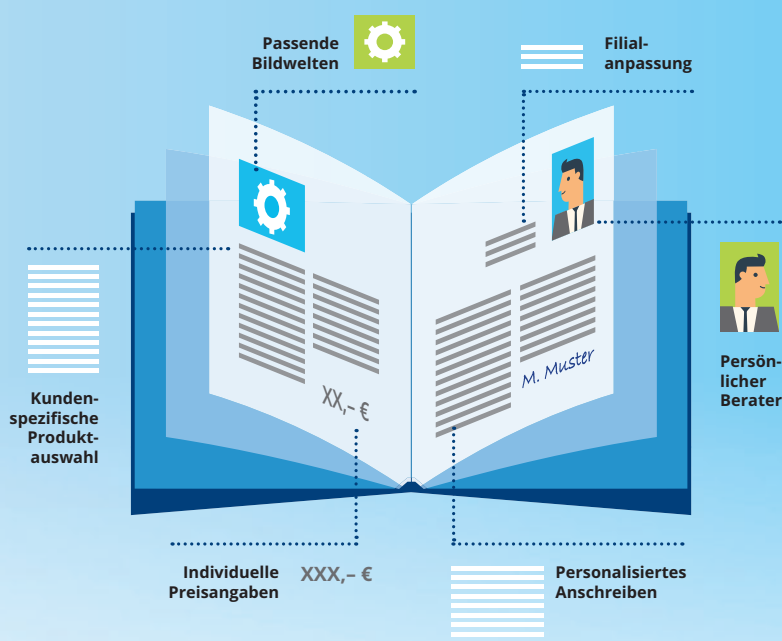 Passende
Bildwelten
Filial-
anpassung
Kunden-
spezifische
Produkt-
auswahl
XX,- €
M. Muster
Persön-
licher
Berater
Individuelle
Preisangaben
XXX,– €
Personalisiertes
Anschreiben